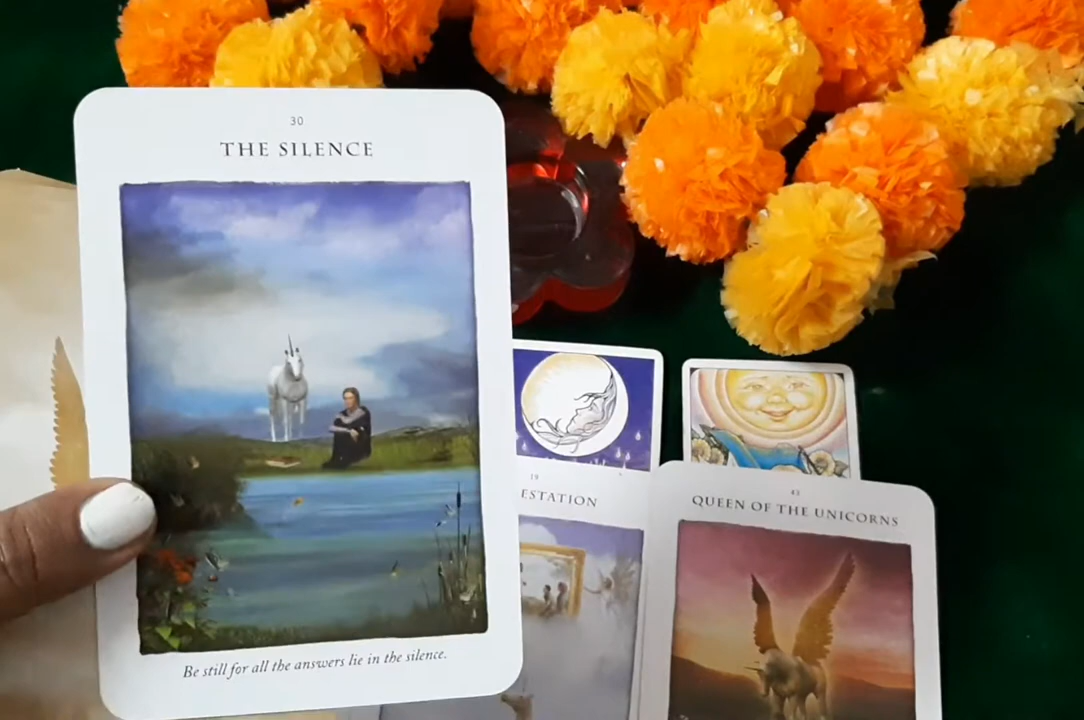 30
THE SILENCE
Be still for all the answers lie in the silence.
19
ESTATION
43
QUEEN OF THE UNICORNS